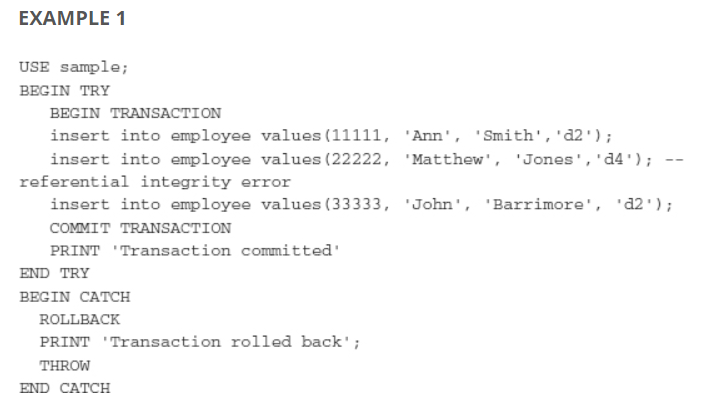 EXAMPLE 1
USE sample;
BEGIN TRY
BEGIN TRANSACTION
insert into employee values(11111, 'Ann', 'Smith','d2');
insert into employee values(22222, 'Matthew', 'Jones','d4'); --
referential integrity error
insert into employee values(33333, 'John', 'Barrimore', 'd2');
COMMIT TRANSACTION
PRINT 'Transaction committed'
END TRY
BEGIN CATCH
ROLLBACK
PRINT 'Transaction rolled back';
THROW
END CATCH